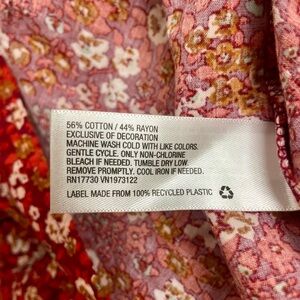 56% COTTON / 44% RAYON
EXCLUSIVE OF DECORATION
MACHINE WASH COLD WITH LIKE COLORS.
GENTLE CYCLE. ONLY NON-CHLORINE
BLEACH IF NEEDED. TUMBLE DRY LOW.
REMOVE PROMPTLY. COOL IRON IF NEEDED.
RN17730 VN1973122
LABEL MADE FROM 100% RECYCLED PLASTIC